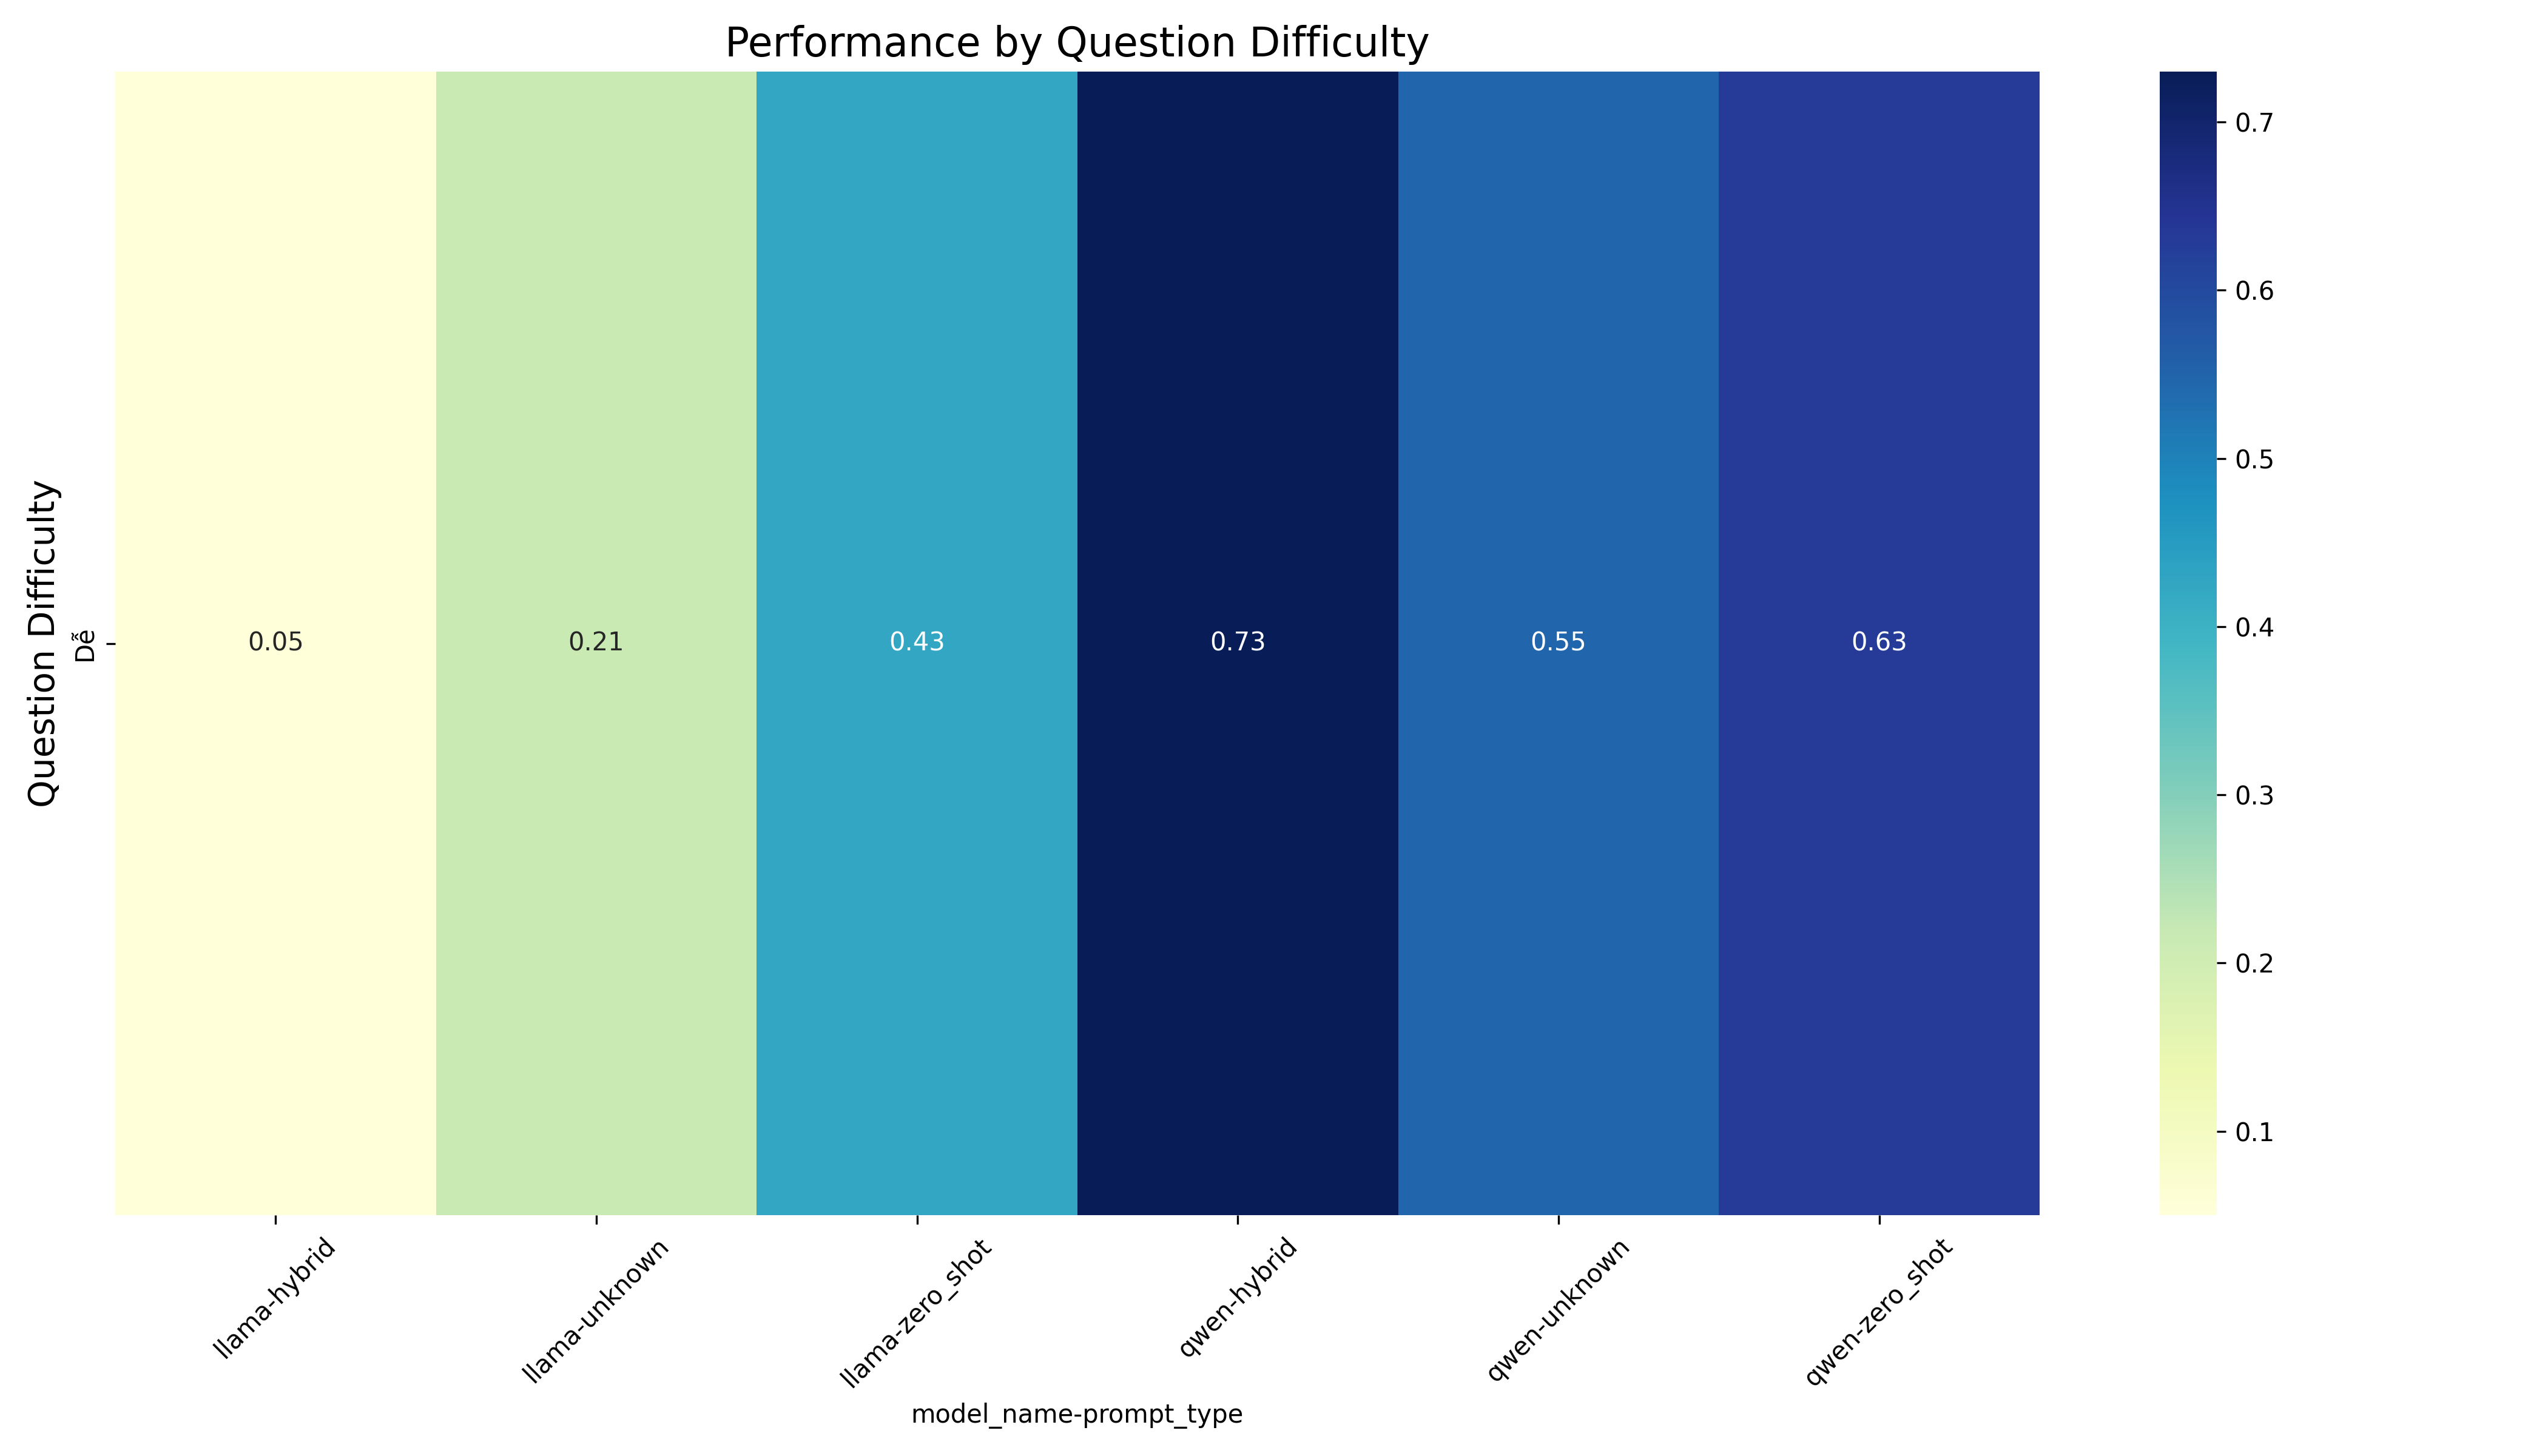 Performance by Question Difficulty
Question Difficulty
Dễ
0.05 0.21 0.43 0.73 0.55 0.63
llama-hybrid
llama-unknown
llama-zero_shot
qwen-hybrid
qwen-unknown
qwen-zero_shot
model_name-prompt_type
0.7
0.6
0.5
0.4
0.3
0.2
0.1